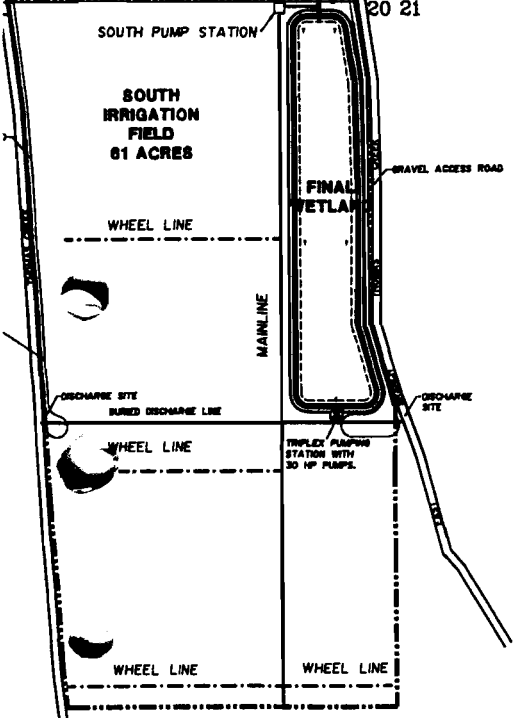 20 21
SOUTH PUMP STATION
SOUTH
IRRIGATION
FIELD
61 ACRES
GRAVEL ACCESS ROAD
FINAL
WETLAND
WHEEL LINE
MAINLINE
DISCHARGE SITE
BURIED DISCHARGE LINE
DISCHARGE
SITE
WHEEL LINE
TRIPLEX PUMPING
STATION WITH
30 HP PUMPS.
WHEEL LINE
WHEEL LINE